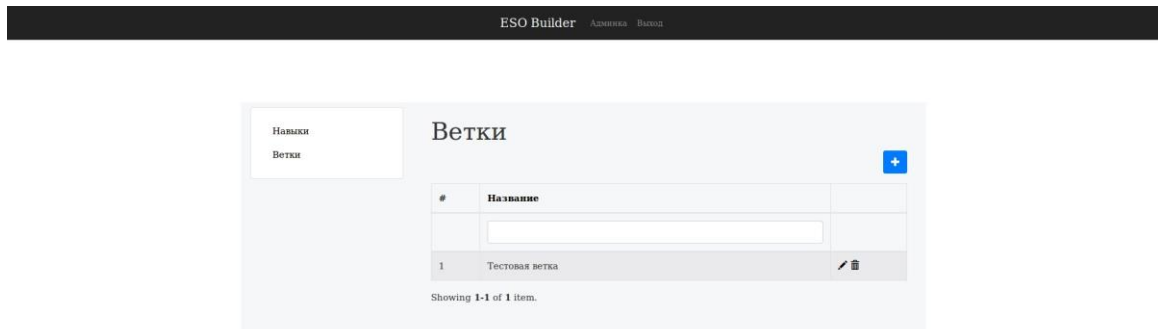 ESO Builder Админка Выход
Навыки
Ветки
Ветки
+
# Название
1 Тестовая ветка
Showing 1-1 of 1 item.